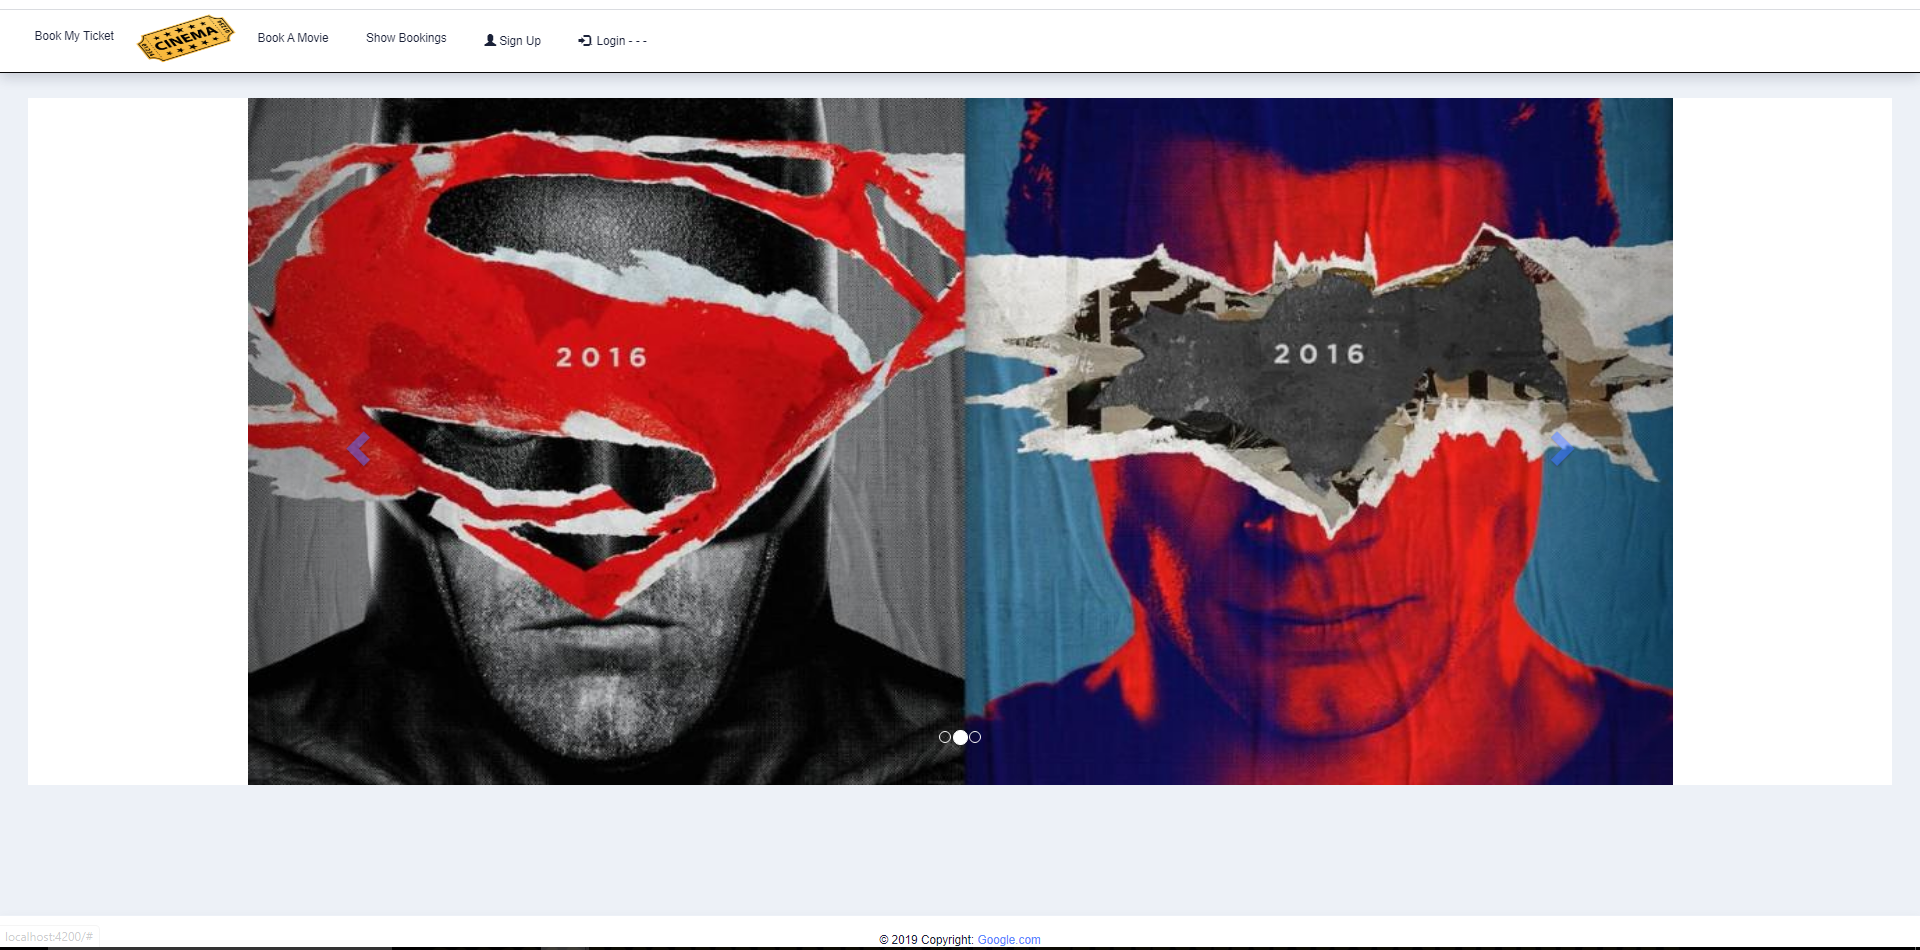 Book My Ticket
CINEMA
Book A Movie
Show Bookings
Sign Up
Login - - -
2016
2016
localhost:4200/#
© 2019 Copyright: Google.com